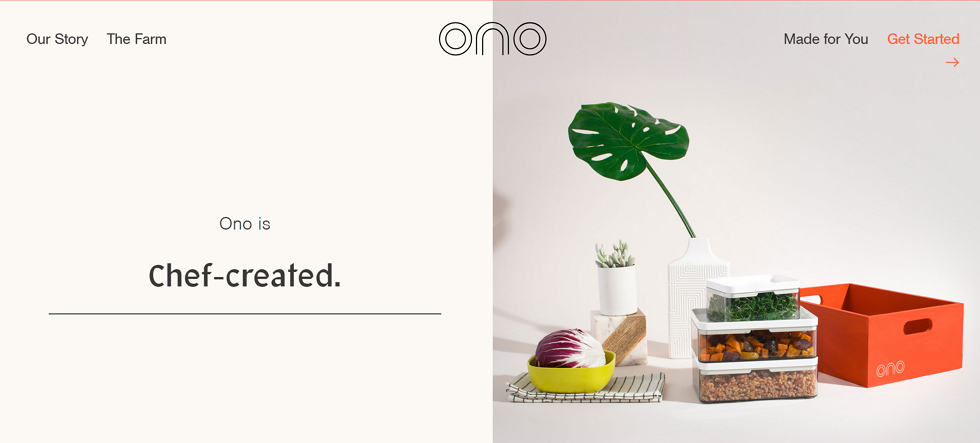 Our Story
The Farm
ono
Made for You
Get Started
→
Ono is
Chef-created.
ono